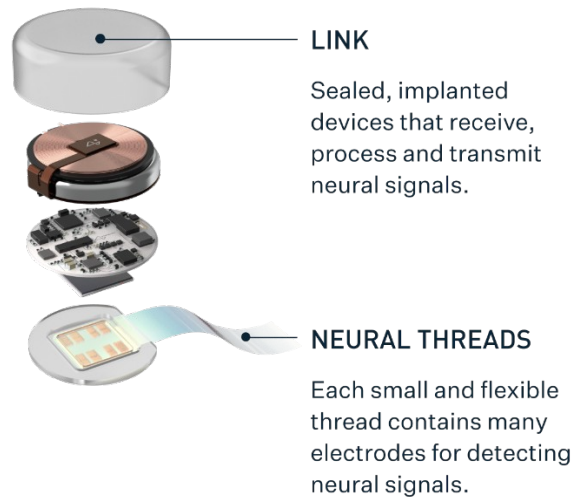 LINK
Sealed, implanted
devices that receive,
process and transmit
neural signals.
NEURAL THREADS
Each small and flexible
thread contains many
electrodes for detecting
neural signals.